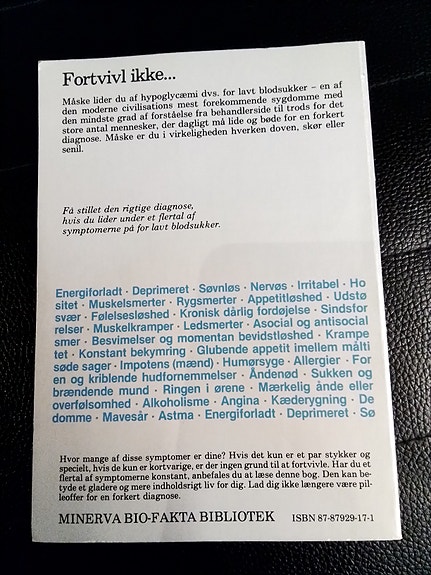 Fortvivl ikke...
Måske lider du af hypoglycæmi dvs. for lavt blodsukker – en af
den moderne civilisations mest forekommende sygdomme med
den mindste grad af forståelse fra behandlerside til trods for det
store antal mennesker, der dagligt må lide og bøde for en forkert
diagnose. Måske er du i virkeligheden hverken doven, skør eller
senil.
Få stillet den rigtige diagnose,
hvis du lider under et flertal af
symptomerne på for lavt blodsukker.
Energiforladt · Deprimeret · Søvnløs · Nervøs · Irritabel · Ho
sitet · Muskelsmerter · Rygsmerter · Appetitløshed · Udstø
svær · Følelsesløshed · Kronisk dårlig fordøjelse · Sindsfor
relser · Muskelkramper · Ledsmerter · Asocial og antisocial
smer · Besvimelser og momentan bevidstløshed · Krampe
tet · Konstant bekymring · Glubende appetit imellem målti
søde sager · Impotens (mænd) · Humørsyge · Allergier · For
en og kriblende hudfornemmelser · Åndenød · Sukken og
brændende mund · Ringen i ørene · Mærkelig ånde eller
overfølsomhed · Alkoholisme · Angina · Kæderygning · De
domme · Mavesår · Astma · Energiforladt · Deprimeret · Sø
Hvor mange af disse symptomer er dine? Hvis det kun er et par stykker og
specielt, hvis de kun er kortvarige, er der ingen grund til at fortvivle. Har du et
flertal af symptomerne konstant, anbefales du at læse denne bog. Den kan be-
tyde et gladere og mere indholdsrigt liv for dig. Lad dig ikke længere være pil-
leoffer for en forkert diagnose.
MINERVA BIO-FAKTA BIBLIOTEK ISBN 87-87929-17-1